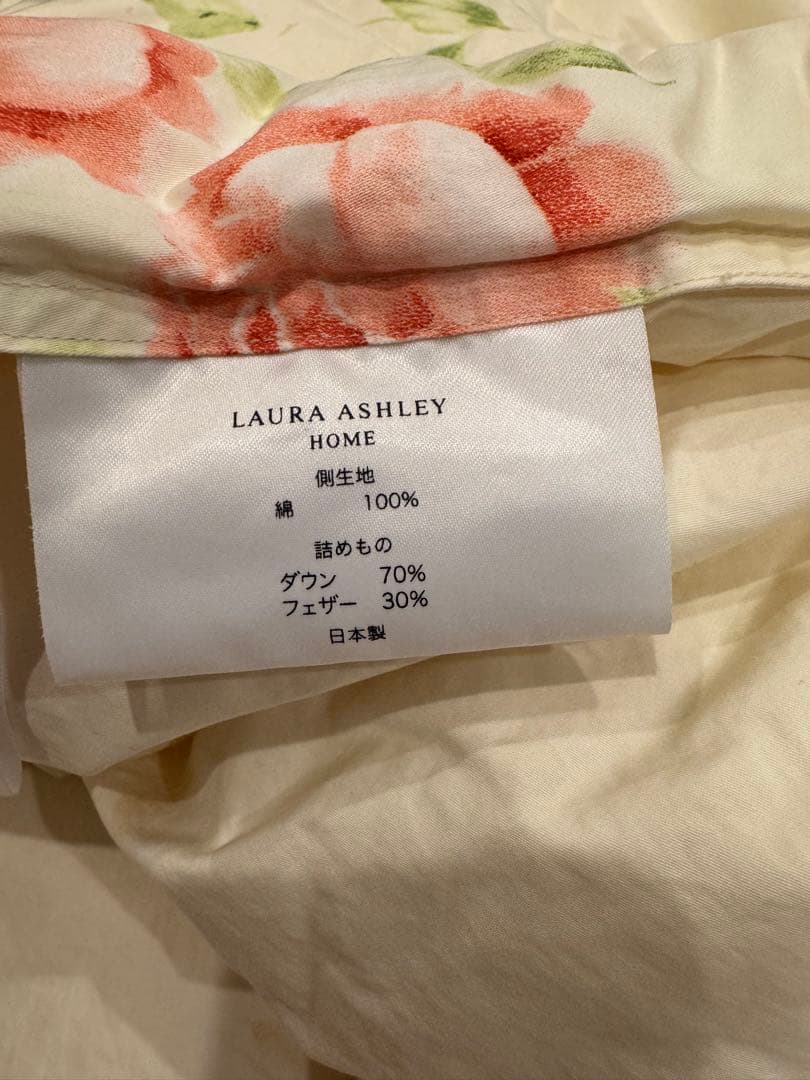 LAURA ASHLEY
HOME
側生地
綿 100%
詰めもの
ダウン 70%
フェザー 30%
日本製